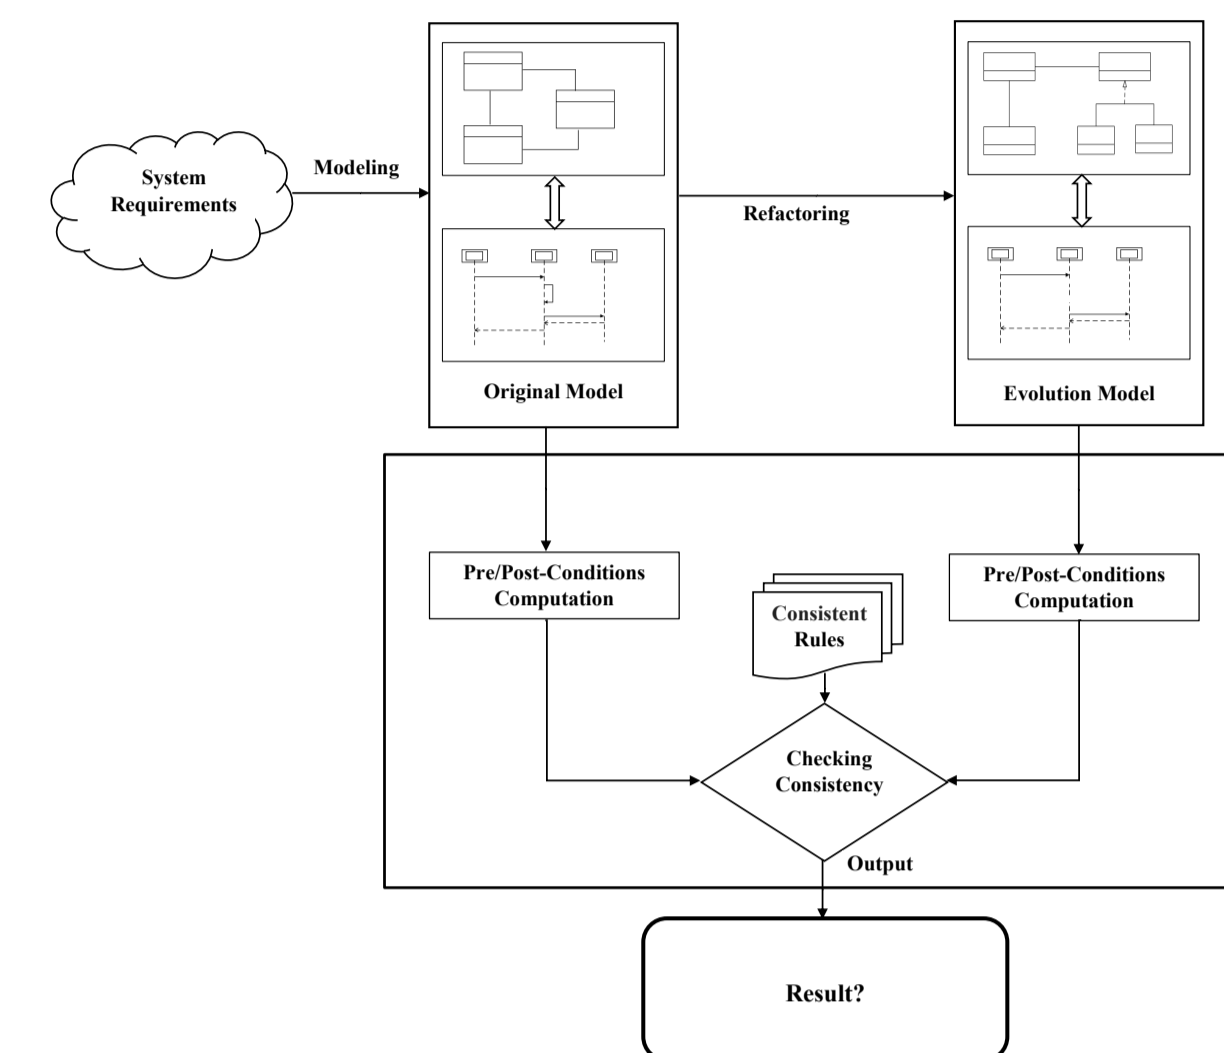 System
Requirements
Modeling
Original Model
Refactoring
Evolution Model
Pre/Post-Conditions
Computation
Consistent
Rules
Pre/Post-Conditions
Computation
Checking
Consistency
Output
Result?